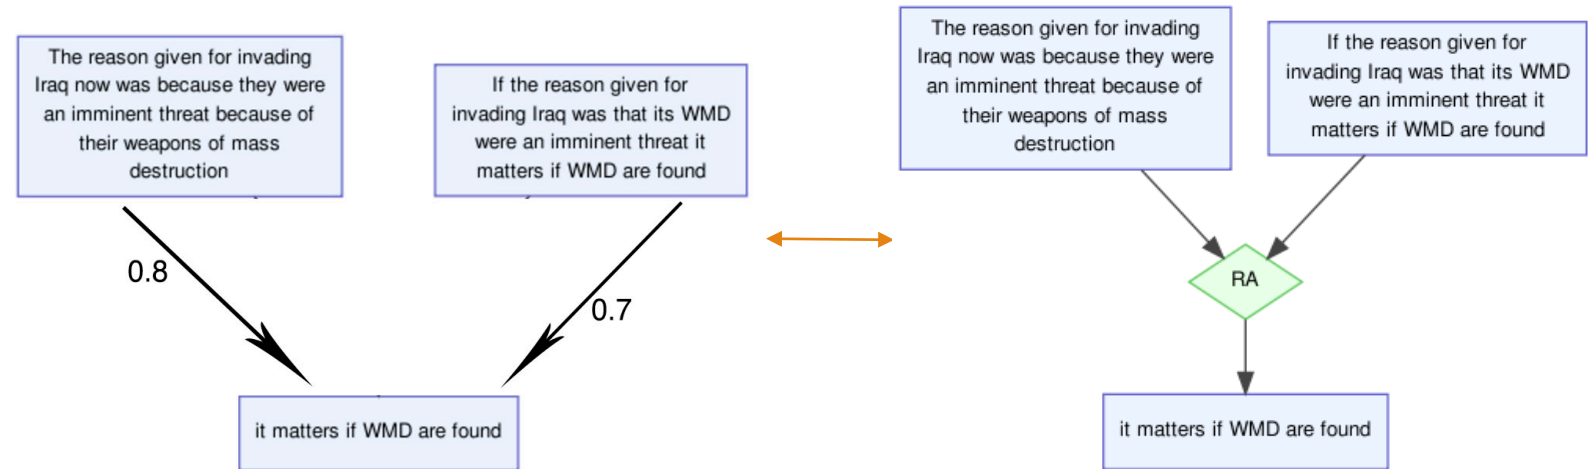 The reason given for invading
Iraq now was because they were
an imminent threat because of
their weapons of mass
destruction
If the reason given for
invading Iraq was that its WMD
were an imminent threat it
matters if WMD are found
0.8
0.7
it matters if WMD are found
The reason given for invading
Iraq now was because they were
an imminent threat because of
their weapons of mass
destruction
If the reason given for
invading Iraq was that its WMD
were an imminent threat it
matters if WMD are found
RA
it matters if WMD are found